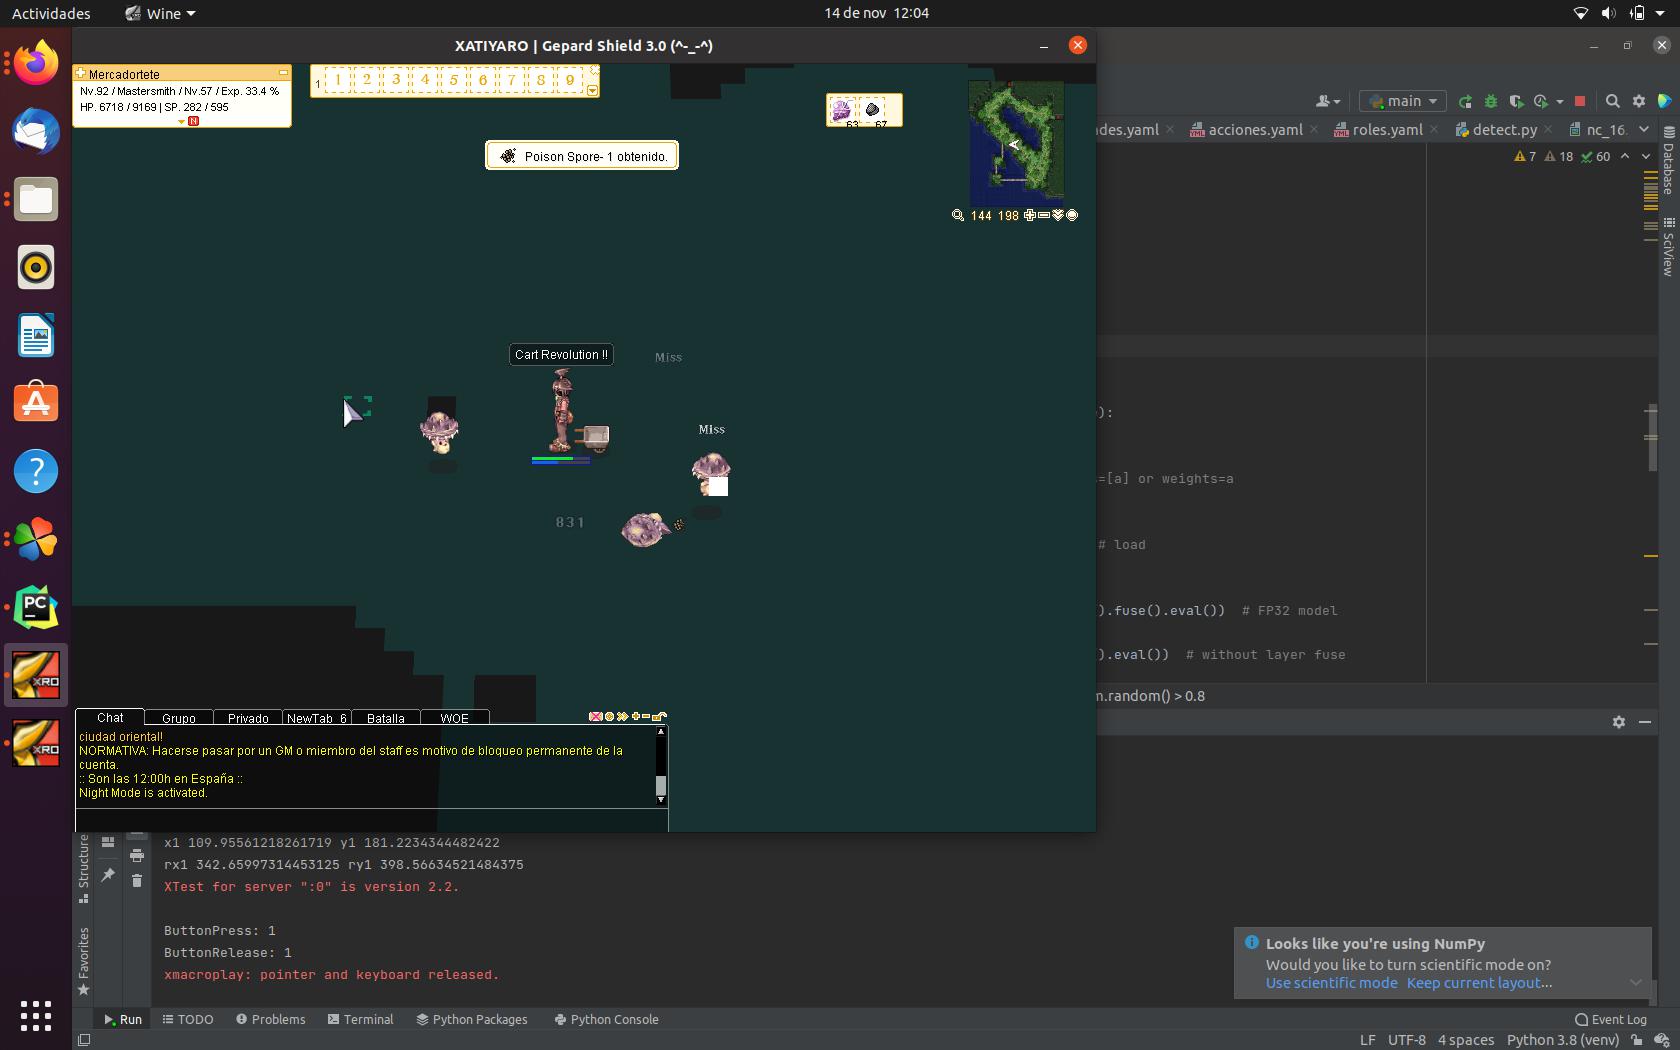 Actividades
Wine
14 de nov 12:04
XATIYARO | Gepard Shield 3.0 (^-_-^)
Mercadortete
Nv.92 / Mastersmith / Nv.57 / Exp. 33.4 %
HP. 6718 / 9169 | SP. 282 / 595
N
1 1 2 3 4 5 6 7 8 9
63 67
Poison Spore- 1 obtenido.
144 198
main
ades.yaml
acciones.yaml
roles.yaml
detect.py
nc_16.
7 18 60
Database
SciView
Cart Revolution !!
Miss
Miss
831
):
=[a] or weights=a
# load
).fuse().eval()) # FP32 model
).eval()) # without layer fuse
m.random() > 0.8
PC
XRO
XRO
Chat
Grupo
Privado
NewTab_6
Batalla
WOE
ciudad oriental!
NORMATIVA: Hacerse pasar por un GM o miembro del staff es motivo de bloqueo permanente de la
cuenta.
:: Son las 12:00h en España ::
Night Mode is activated.
x1 109.95561218261719 y1 181.2234344482422
rx1 342.65997314453125 ry1 398.56634521484375
XTest for server ":0" is version 2.2.
ButtonPress: 1
ButtonRelease: 1
xmacroplay: pointer and keyboard released.
Structure
Favorites
Looks like you're using NumPy
Would you like to turn scientific mode on?
Use scientific mode Keep current layout...
Run
TODO
Problems
Terminal
Python Packages
Python Console
Event Log
LF UTF-8 4 spaces Python 3.8 (venv)